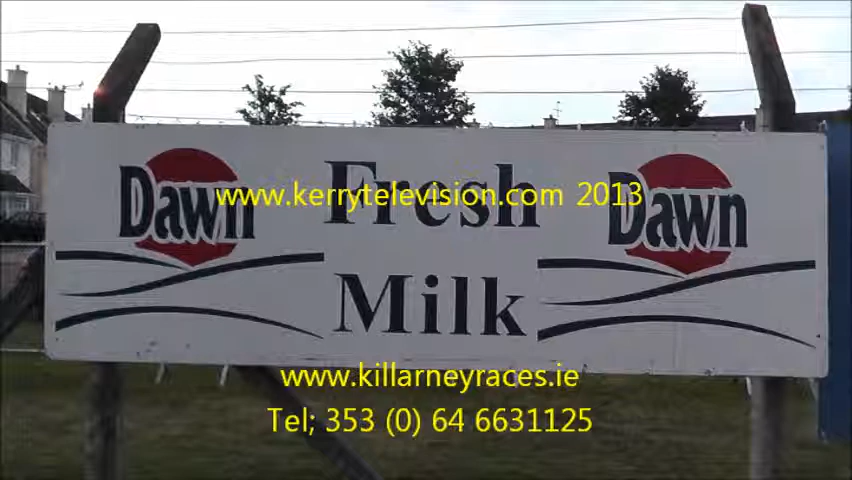 Dawn Fresh Dawn
www.kerrytelevision.com 2013
Milk
www.killarneyraces.ie
Tel; 353 (0) 64 6631125